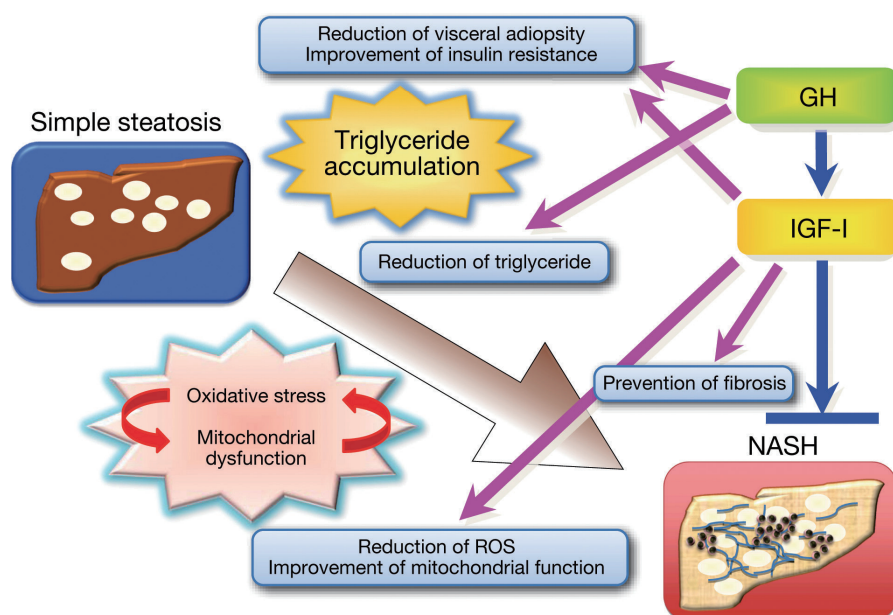 Reduction of visceral adiopsity
Improvement of insulin resistance
GH
Simple steatosis
Triglyceride
accumulation
IGF-I
Reduction of triglyceride
Prevention of fibrosis
Oxidative stress
Mitochondrial
dysfunction
NASH
Reduction of ROS
Improvement of mitochondrial function